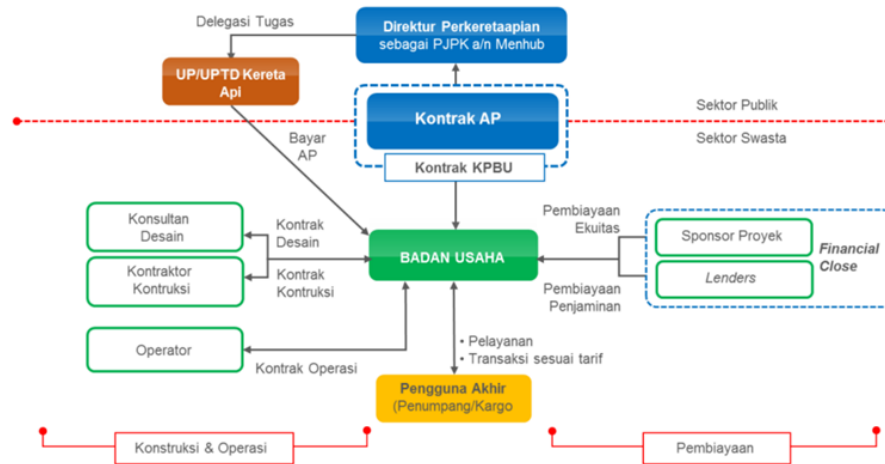 Delegasi Tugas
Direktur Perkeretaapian
sebagai PJPK a/n Menhub
UP/UPTD Kereta
Api
Kontrak AP
Sektor Publik
Sektor Swasta
Bayar
AP
Kontrak KPBU
Konsultan
Desain
Kontrak
Desain
Kontraktor
Kontruksi
Kontrak
Kontruksi
BADAN USAHA
Pembiayaan
Ekuitas
Sponsor Proyek
Financial
Close
Lenders
Pembiayaan
Penjaminan
Operator
Kontrak Operasi
• Pelayanan
• Transaksi sesuai tarif
Pengguna Akhir
(Penumpang/Kargo
Konstruksi & Operasi
Pembiayaan